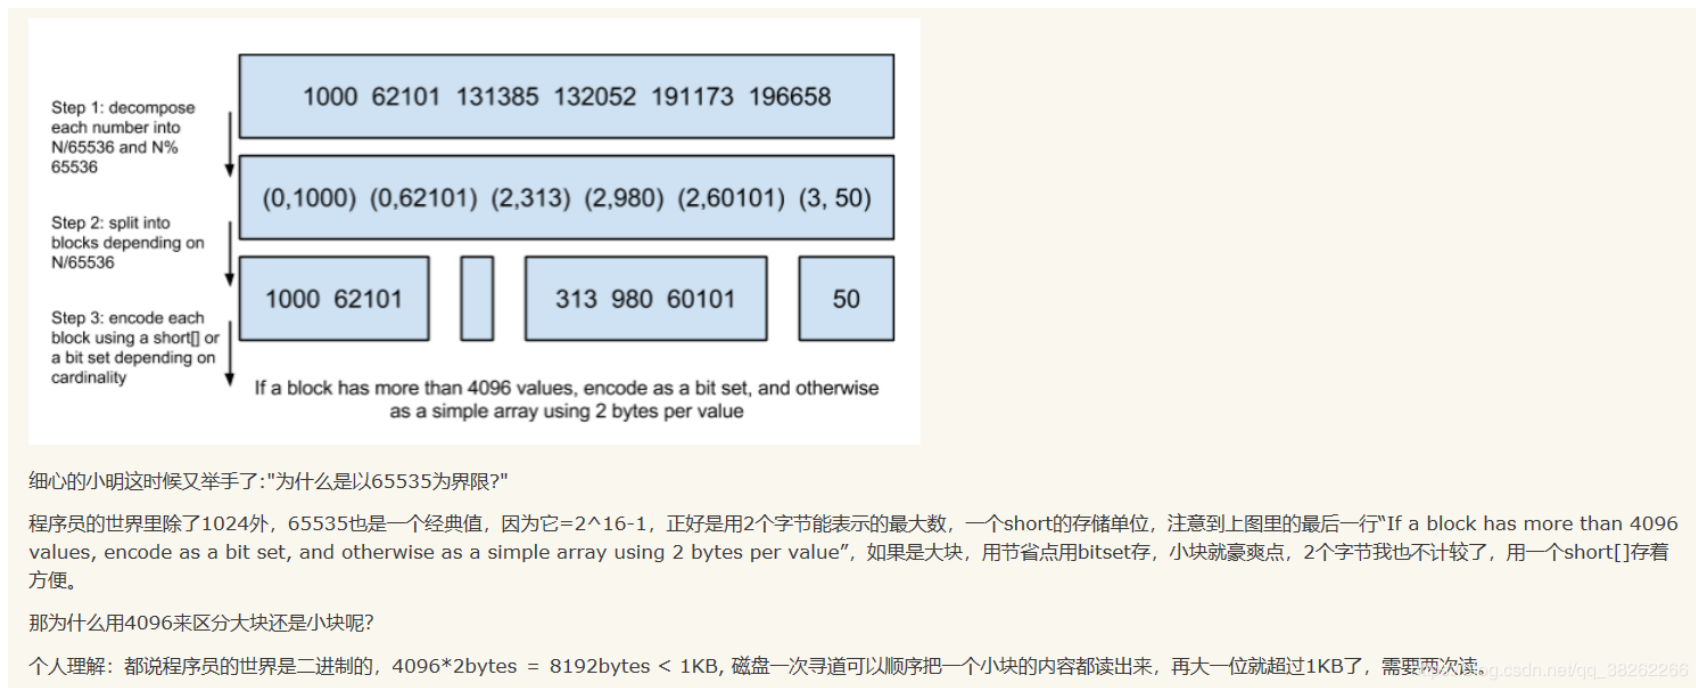 1000 62101 131385 132052 191173 196658
Step 1: decompose
each number into
N/65536 and N%
65536
(0,1000) (0,62101) (2,313) (2,980) (2,60101) (3, 50)
Step 2: split into
blocks depending on
N/65536
1000 62101
313 980 60101
50
Step 3: encode each
block using a short[] or
a bit set depending on
cardinality
If a block has more than 4096 values, encode as a bit set, and otherwise
as a simple array using 2 bytes per value
细心的小明这时候又举手了:"为什么是以65535为界限?"
程序员的世界里除了1024外，65535也是一个经典值，因为它=2^16-1，正好是用2个字节能表示的最大数，一个short的存储单位，注意到上图里的最后一行“If a block has more than 4096
values, encode as a bit set, and otherwise as a simple array using 2 bytes per value”，如果是大块，用节省点用bitset存，小块就豪爽点，2个字节我也不计较了，用一个short[]存着
方便。
那为什么用4096来区分大块还是小块呢?
个人理解：都说程序员的世界是二进制的，4096*2bytes = 8192bytes < 1KB, 磁盘一次寻道可以顺序把一个小块的内容都读出来，再大一位就超过1KB了，需要两次读。
blog.csdn.net/qq_38262266